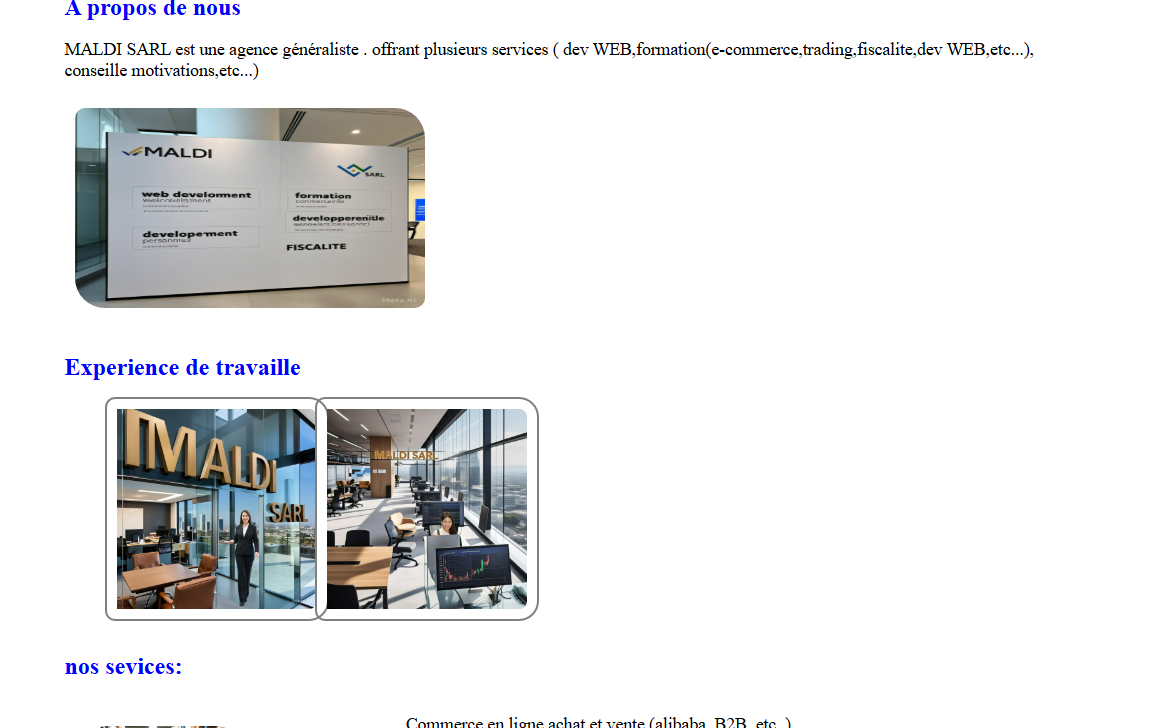 A propos de nous
MALDI SARL est une agence généraliste . offrant plusieurs services ( dev WEB,formation(e-commerce,trading,fiscalite,dev WEB,etc...),
conseille motivations,etc...)
MALDI
SARL
web develorment
formation
developperenitle
developement
personnes
FISCALITE
Meta AI
Experience de travaille
MALDI
SARL
MALDI SARL
nos sevices:
Commerce en ligne achat et vente (alibaba, B2B, etc..)